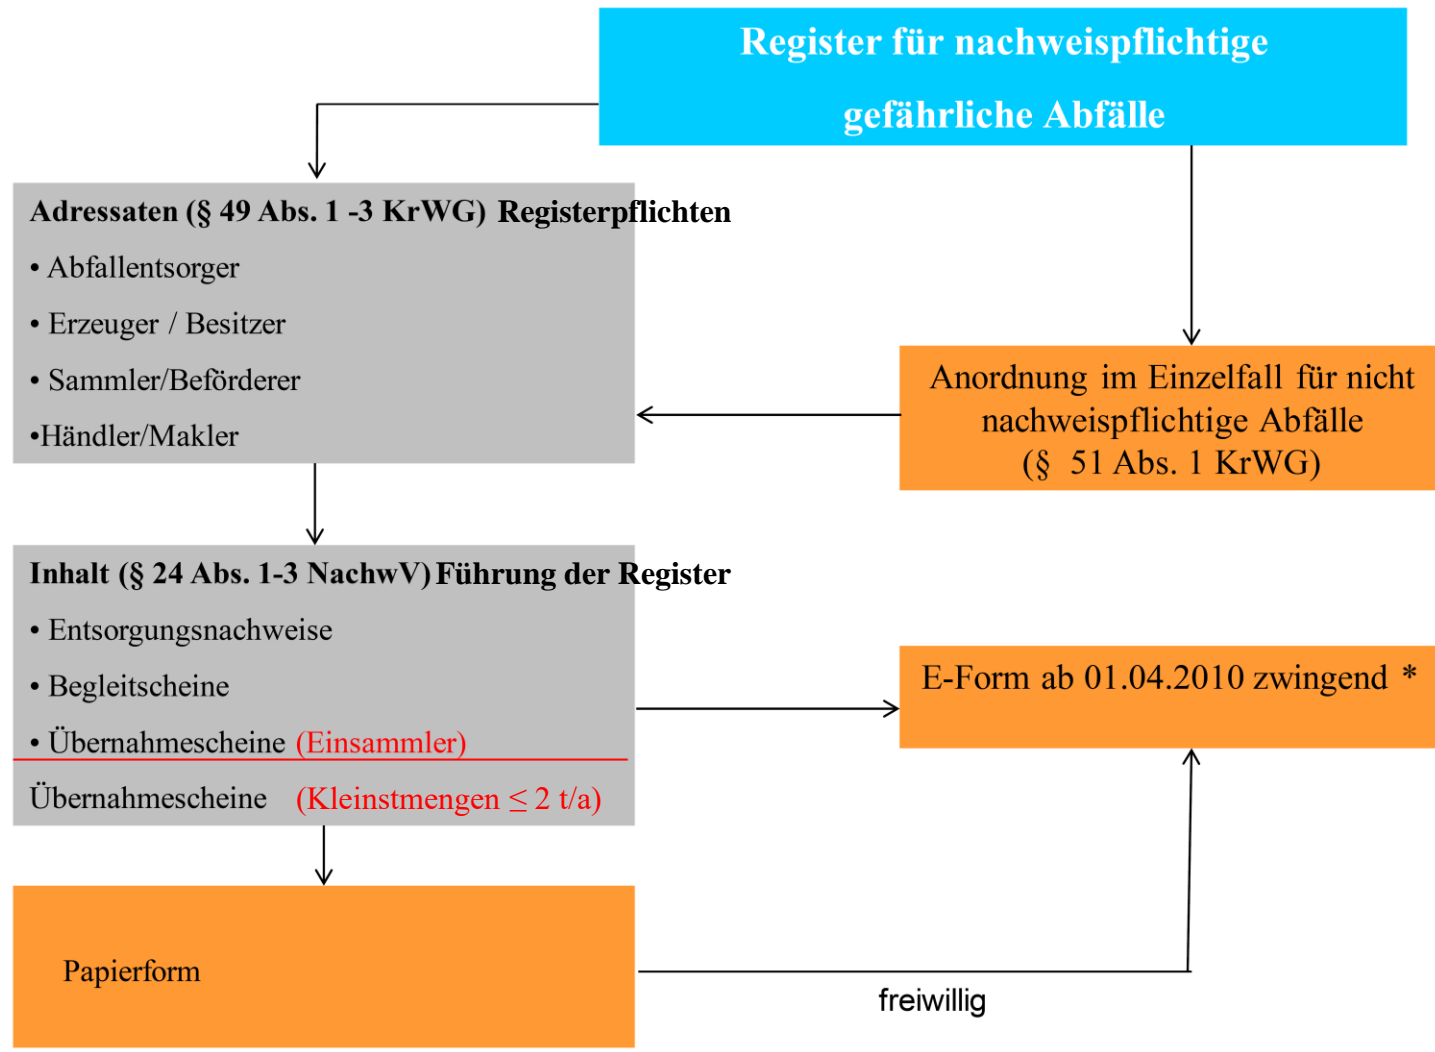 Register für nachweispflichtige
gefährliche Abfälle
Adressaten (§ 49 Abs. 1 -3 KrWG) Registerpflichten
• Abfallentsorger
• Erzeuger / Besitzer
• Sammler/Beförderer
•Händler/Makler
Anordnung im Einzelfall für nicht
nachweispflichtige Abfälle
(§ 51 Abs. 1 KrWG)
Inhalt (§ 24 Abs. 1-3 NachwV) Führung der Register
• Entsorgungsnachweise
• Begleitscheine
• Übernahmescheine (Einsammler)
Übernahmescheine (Kleinstmengen ≤ 2 t/a)
E-Form ab 01.04.2010 zwingend *
Papierform
freiwillig